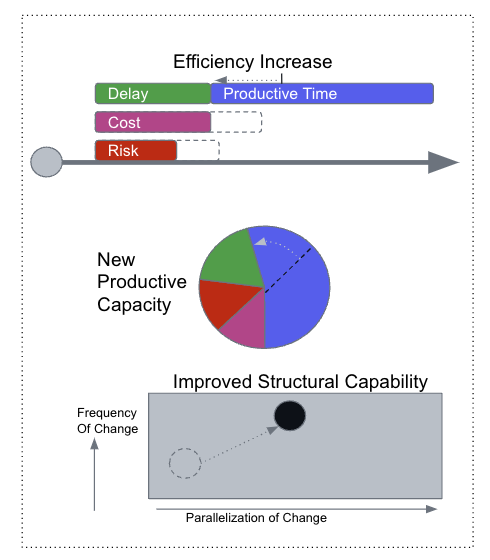 Efficiency Increase
Delay
Productive Time
Cost
Risk
New
Productive
Capacity
Improved Structural Capability
Frequency
Of Change
Parallelization of Change